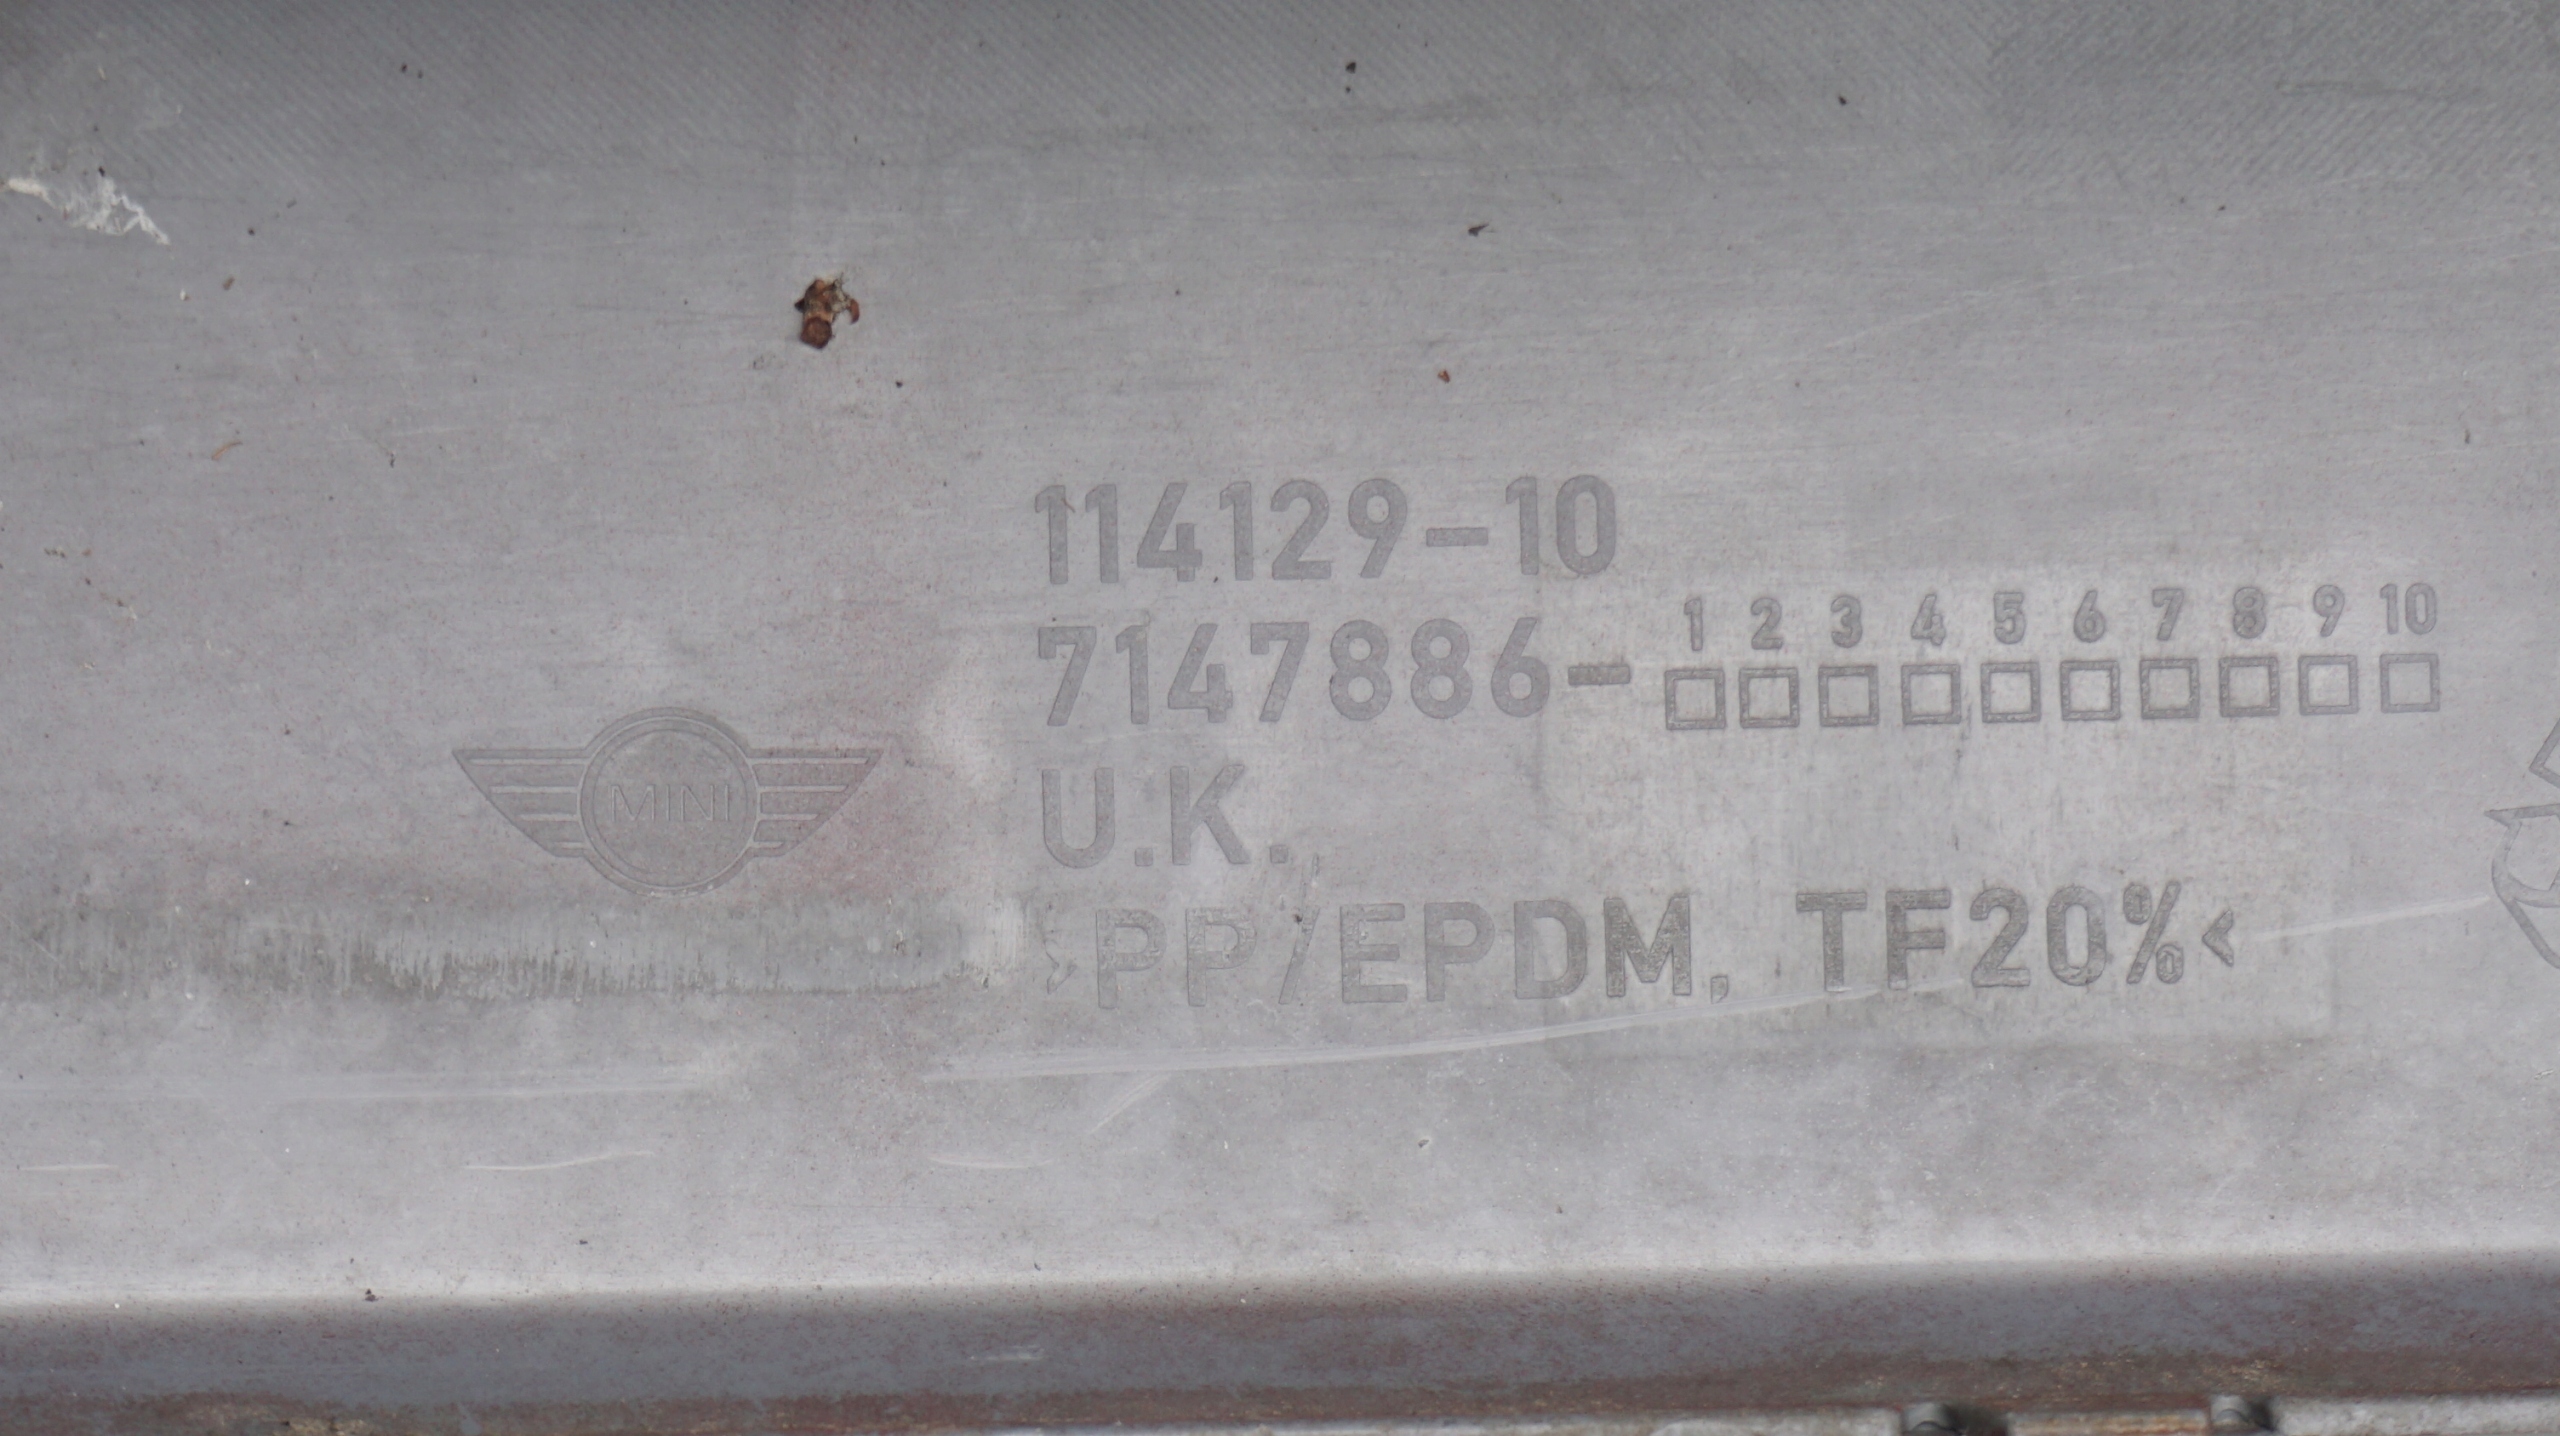 114129-10
1 2 3 4 5 6 7 8 9 10
7147886-
MINI
U.K.
>PP/EPDM, TF20%<